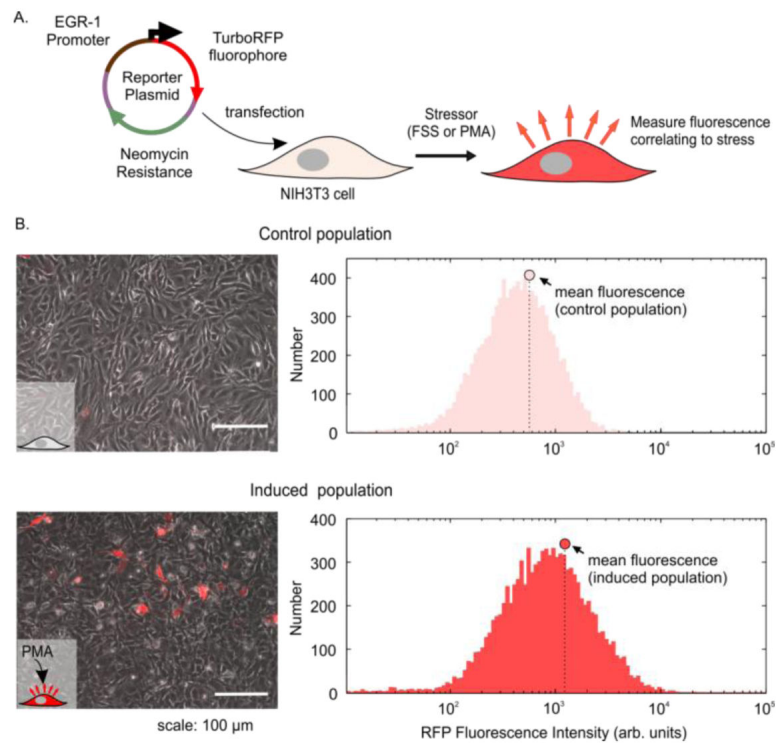 A.
EGR-1
Promoter
TurboRFP
fluorophore
Reporter
Plasmid
Neomycin
Resistance
transfection
NIH3T3 cell
Stressor
(FSS or PMA)
Measure fluorescence
correlating to stress
B.
Control population
400
300
200
100
0
Number
mean fluorescence
(control population)
10²
10³
10⁴
10⁵
Induced population
PMA
scale: 100 µm
400
300
200
100
0
Number
mean fluorescence
(induced population)
10²
10³
10⁴
10⁵
RFP Fluorescence Intensity (arb. units)